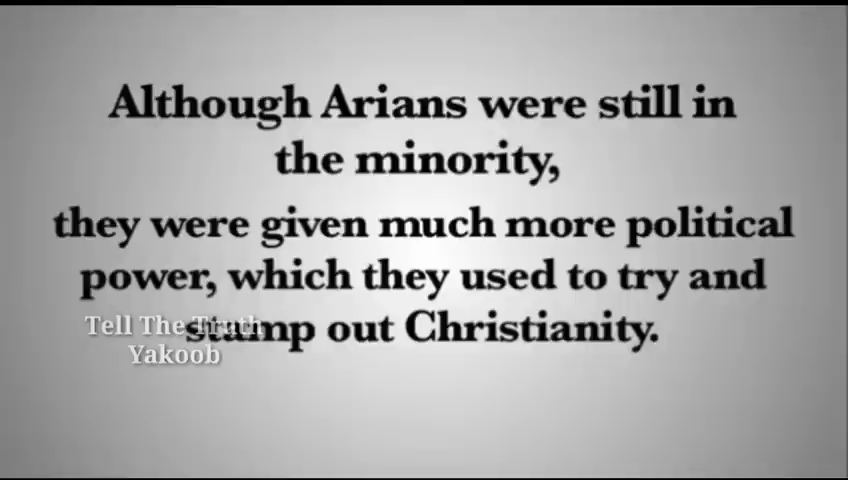 Although Arians were still in
the minority,
they were given much more political
power, which they used to try and
stamp out Christianity.
Tell The Truth
Yakoob